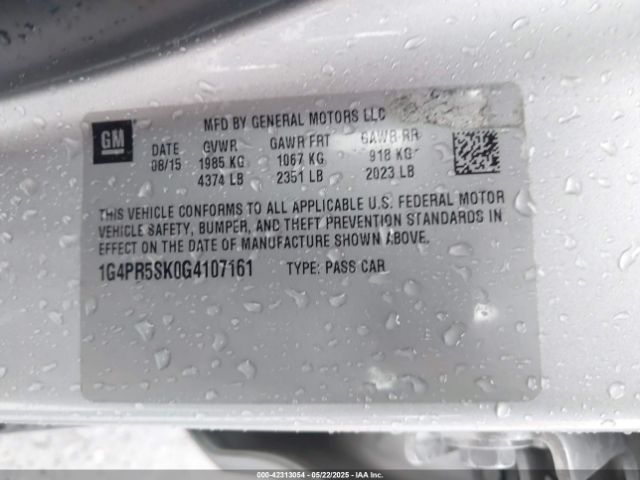 MFD BY GENERAL MOTORS LLC
GM
DATE GVWR GAWR FRT GAWR RR
08/15 1985 KG 1067 KG 918 KG
4374 LB 2351 LB 2023 LB
THIS VEHICLE CONFORMS TO ALL APPLICABLE U.S. FEDERAL MOTOR
VEHICLE SAFETY, BUMPER, AND THEFT PREVENTION STANDARDS IN
EFFECT ON THE DATE OF MANUFACTURE SHOWN ABOVE.
1G4PR5SK0G4107161 TYPE: PASS CAR
000-42313054 - 05/22/2025 - IAAI.com